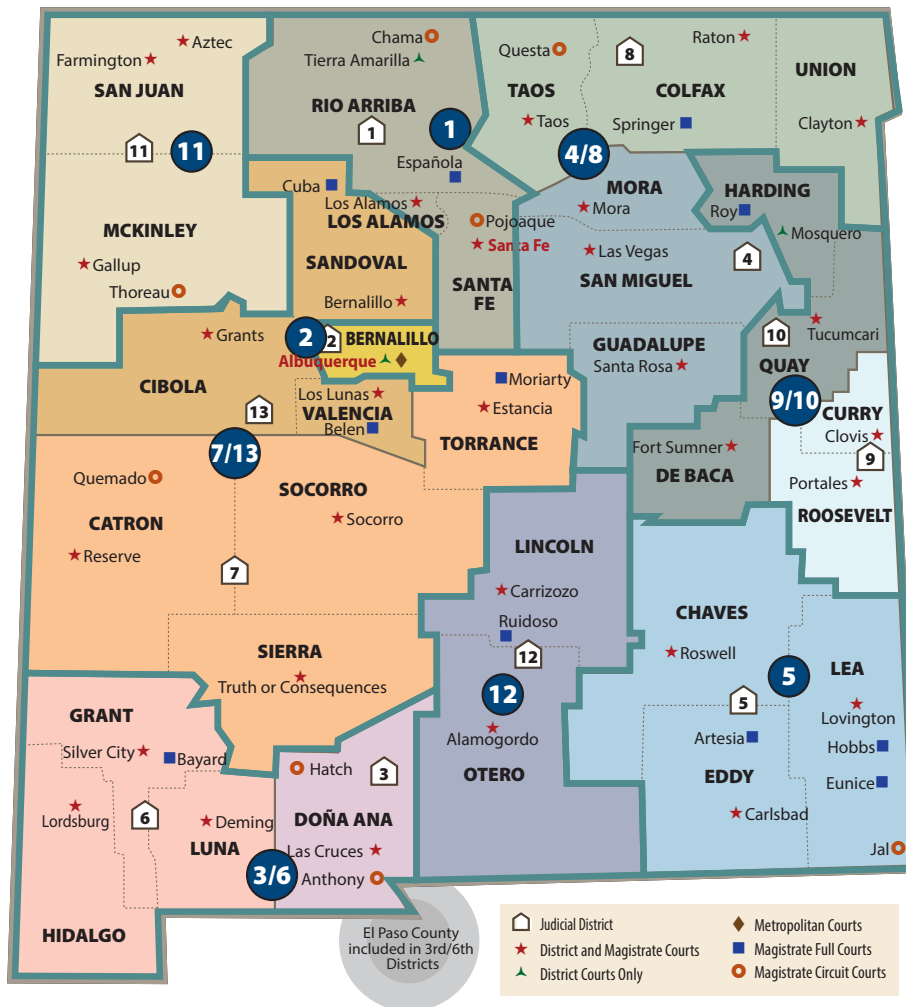 Chama
Aztec
Raton
Questa
8
Farmington
Tierra Amarilla
UNION
SAN JUAN
TAOS
COLFAX
RIO ARRIBA
Taos
Springer
Clayton
1
1
11
11
4/8
Española
Cuba
MORA
HARDING
Los Alamos
Mora
Roy
LOS ALAMOS
Pojoaque
MCKINLEY
Mosquero
Santa Fe
Las Vegas
4
Gallup
SANDOVAL
SAN MIGUEL
Thoreau
SANTA
FE
Bernalillo
Grants
2
2
BERNALILLO
10
Tucumcari
GUADALUPE
Albuquerque
Santa Rosa
QUAY
CIBOLA
Moriarty
Los Lunas
9/10
13
VALENCIA
Estancia
CURRY
Belen
Clovis
TORRANCE
7/13
Fort Sumner
9
Quemado
DE BACA
Portales
SOCORRO
CATRON
Socorro
ROOSEVELT
LINCOLN
Reserve
7
Carrizozo
CHAVES
Ruidoso
SIERRA
12
Roswell
LEA
5
Truth or Consequences
12
5
GRANT
Lovington
Alamogordo
Artesia
Silver City
Hobbs
Bayard
Hatch
3
OTERO
EDDY
Eunice
Lordsburg
6
Deming
DOÑA ANA
Carlsbad
LUNA
Las Cruces
Jal
3/6
Anthony
HIDALGO
El Paso County
included in 3rd/6th
Districts
Judicial District
District and Magistrate Courts
District Courts Only
Metropolitan Courts
Magistrate Full Courts
Magistrate Circuit Courts